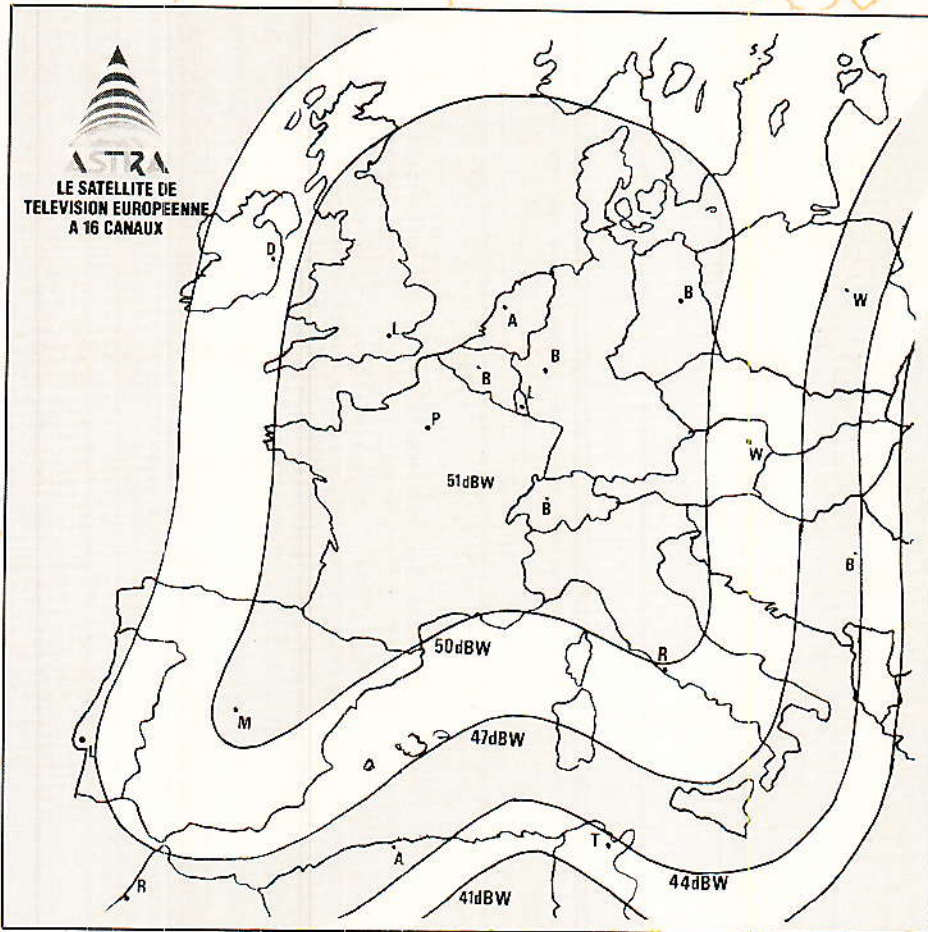 S
ASTRA
LE SATELLITE DE
TELEVISION EUROPEENNE
A 16 CANAUX
D
B
W
A
L
B
B
L
P
W
51dBW
B
B
50dBW
R
M
L
47dBW
T
A
R
44dBW
41dBW